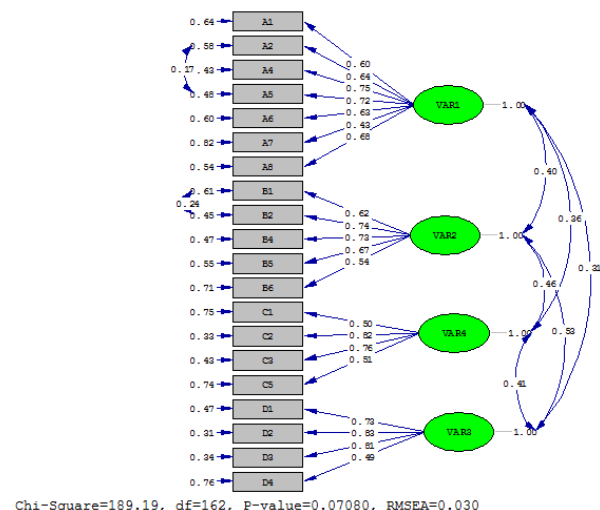 0.64 A1
0.58 A2
0.17 0.43 A4
0.48 A5
0.60 A6
0.82 A7
0.54 A8
0.61 B1
0.24
0.45 B2
0.47 B4
0.55 B5
0.71 B6
0.75 C1
0.33 C2
0.43 C3
0.74 C5
0.47 D1
0.31 D2
0.34 D3
0.76 D4
0.60
0.64
0.75
0.72
0.63
0.43
0.68
VAR1 1.00
0.62
0.74
0.73
0.67
0.54
VAR2 1.00
0.50
0.82
0.76
0.51
VAR4 1.00
0.73
0.83
0.81
0.49
VAR3 1.00
0.40
0.36
0.31
0.46
0.53
0.41
Chi-Square=189.19, df=162, P-value=0.07080, RMSEA=0.030